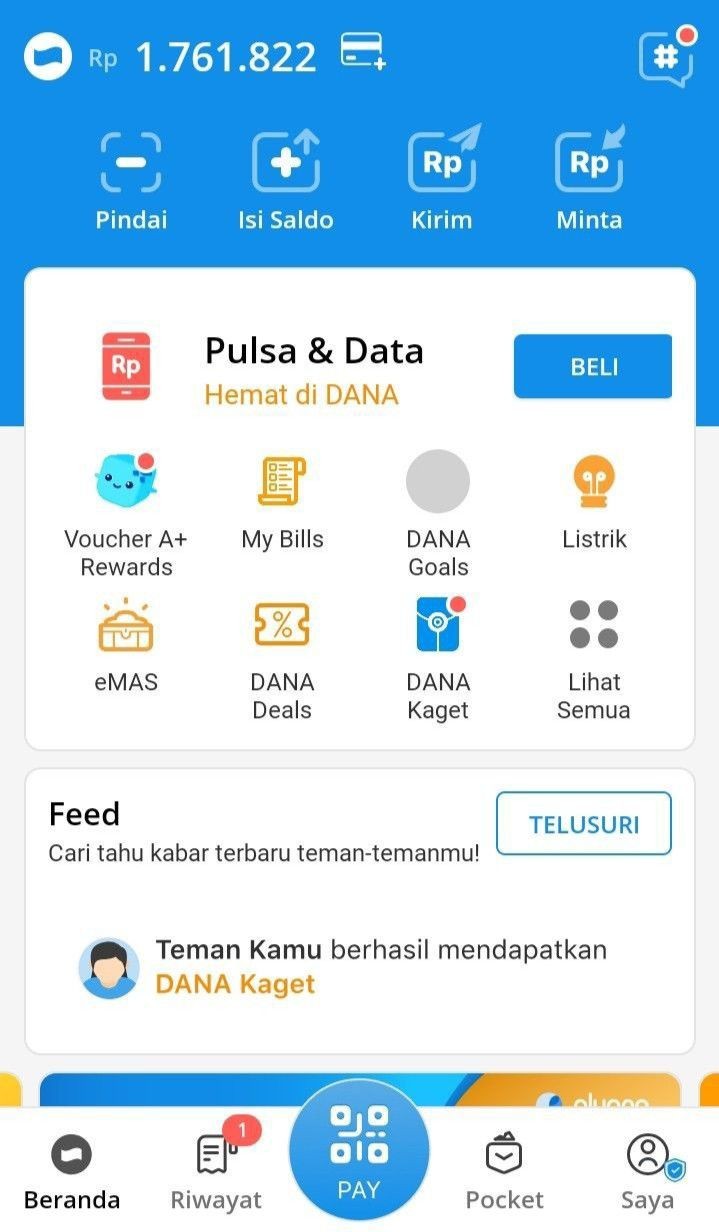 Rp 1.761.822
#
Rp Rp
Pindai Isi Saldo Kirim Minta
Rp
Pulsa & Data
Hemat di DANA
BELI
Voucher A+ Rewards
My Bills
DANA Goals
Listrik
eMAS
DANA Deals
DANA Kaget
Lihat Semua
Feed
TELUSURI
Cari tahu kabar terbaru teman-temanmu!
Teman Kamu berhasil mendapatkan
DANA Kaget
1
PAY
Beranda Riwayat Pocket Saya